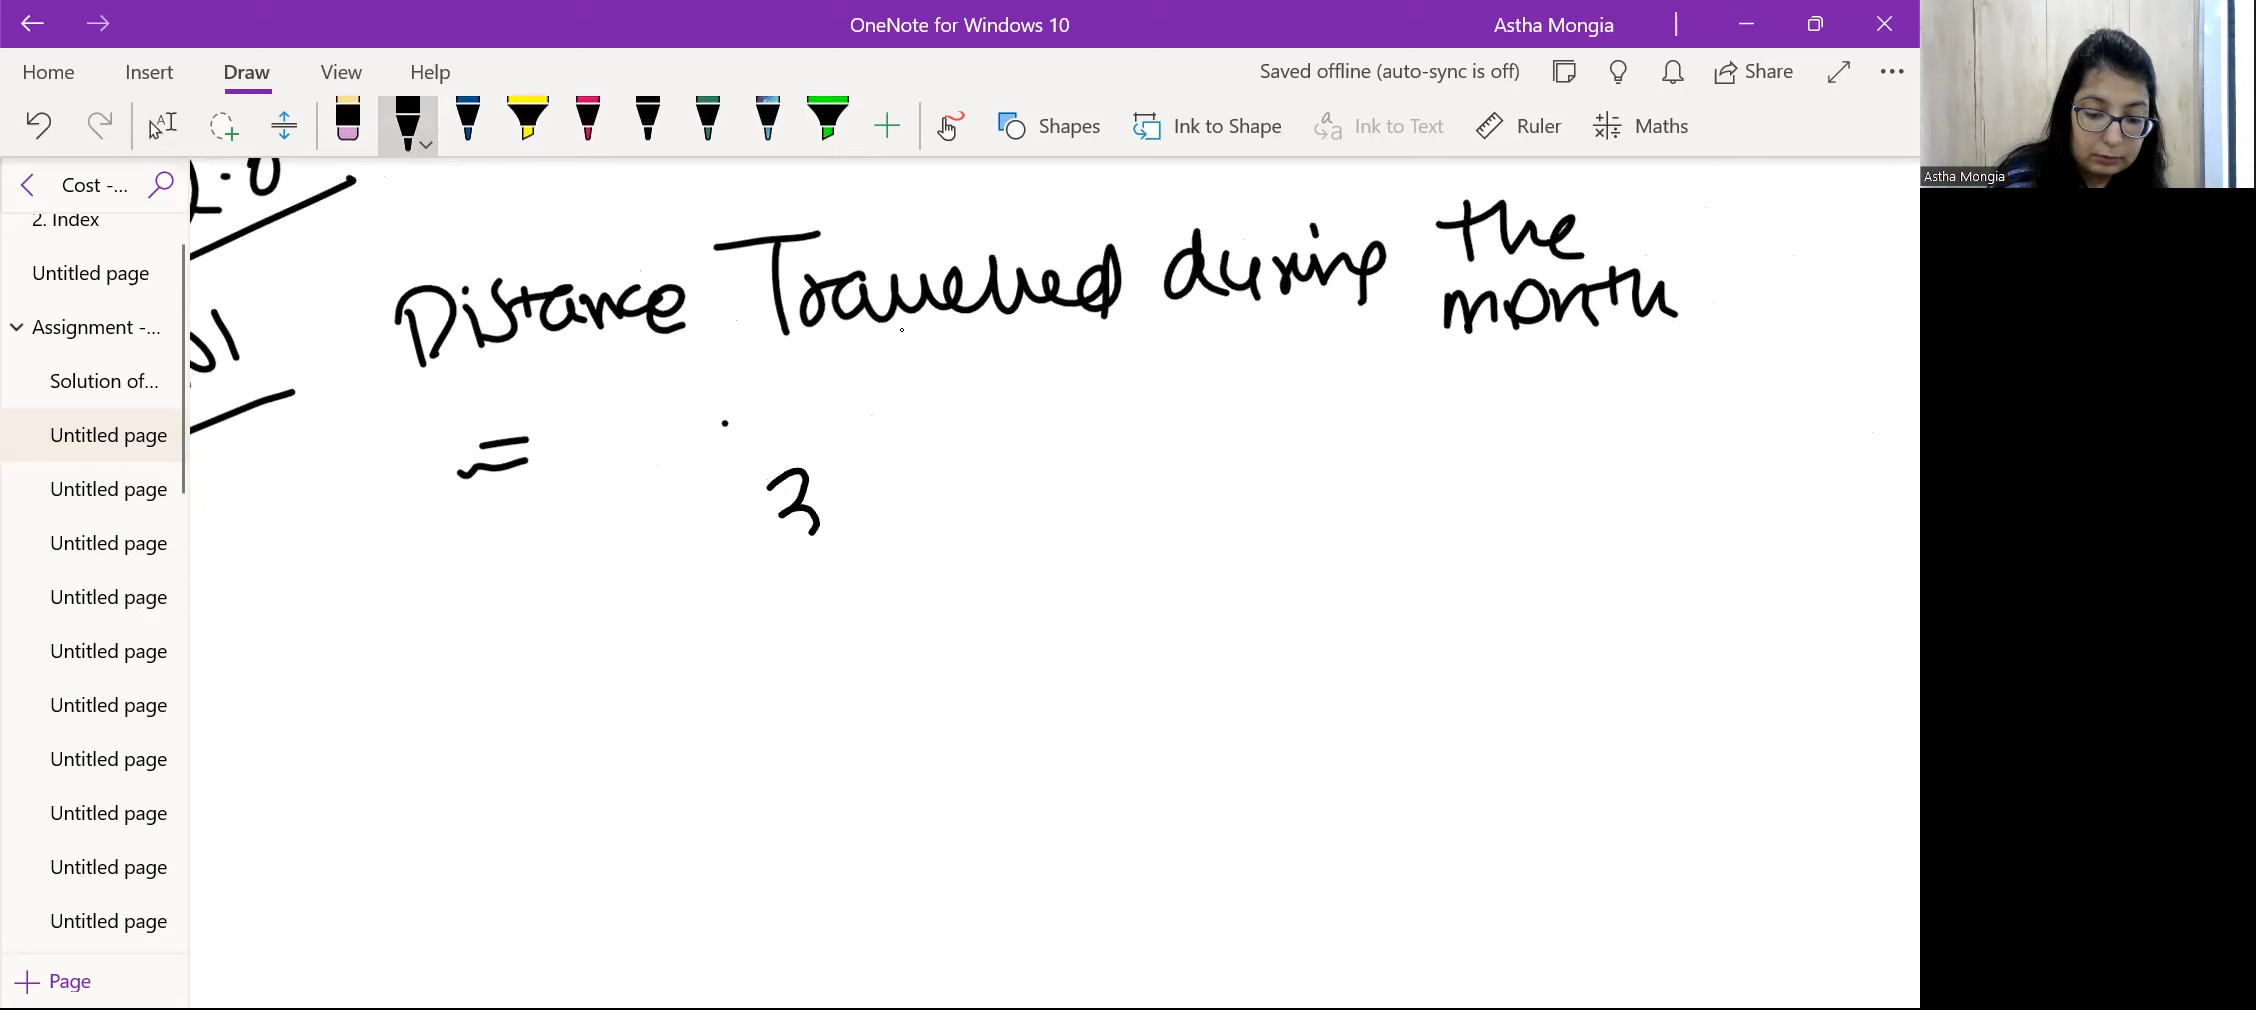 OneNote for Windows 10
Astha Mongia
Home Insert Draw View Help
Saved offline (auto-sync is off)
Share
Shapes
Ink to Shape
Ink to Text
Ruler
Maths
Astha Mongia
Cost -...
2. Index
Untitled page
Assignment -...
Solution of...
Untitled page
Untitled page
Untitled page
Untitled page
Untitled page
Untitled page
Untitled page
Untitled page
Untitled page
Untitled page
Page
Distance Travelled during the
month
=
3